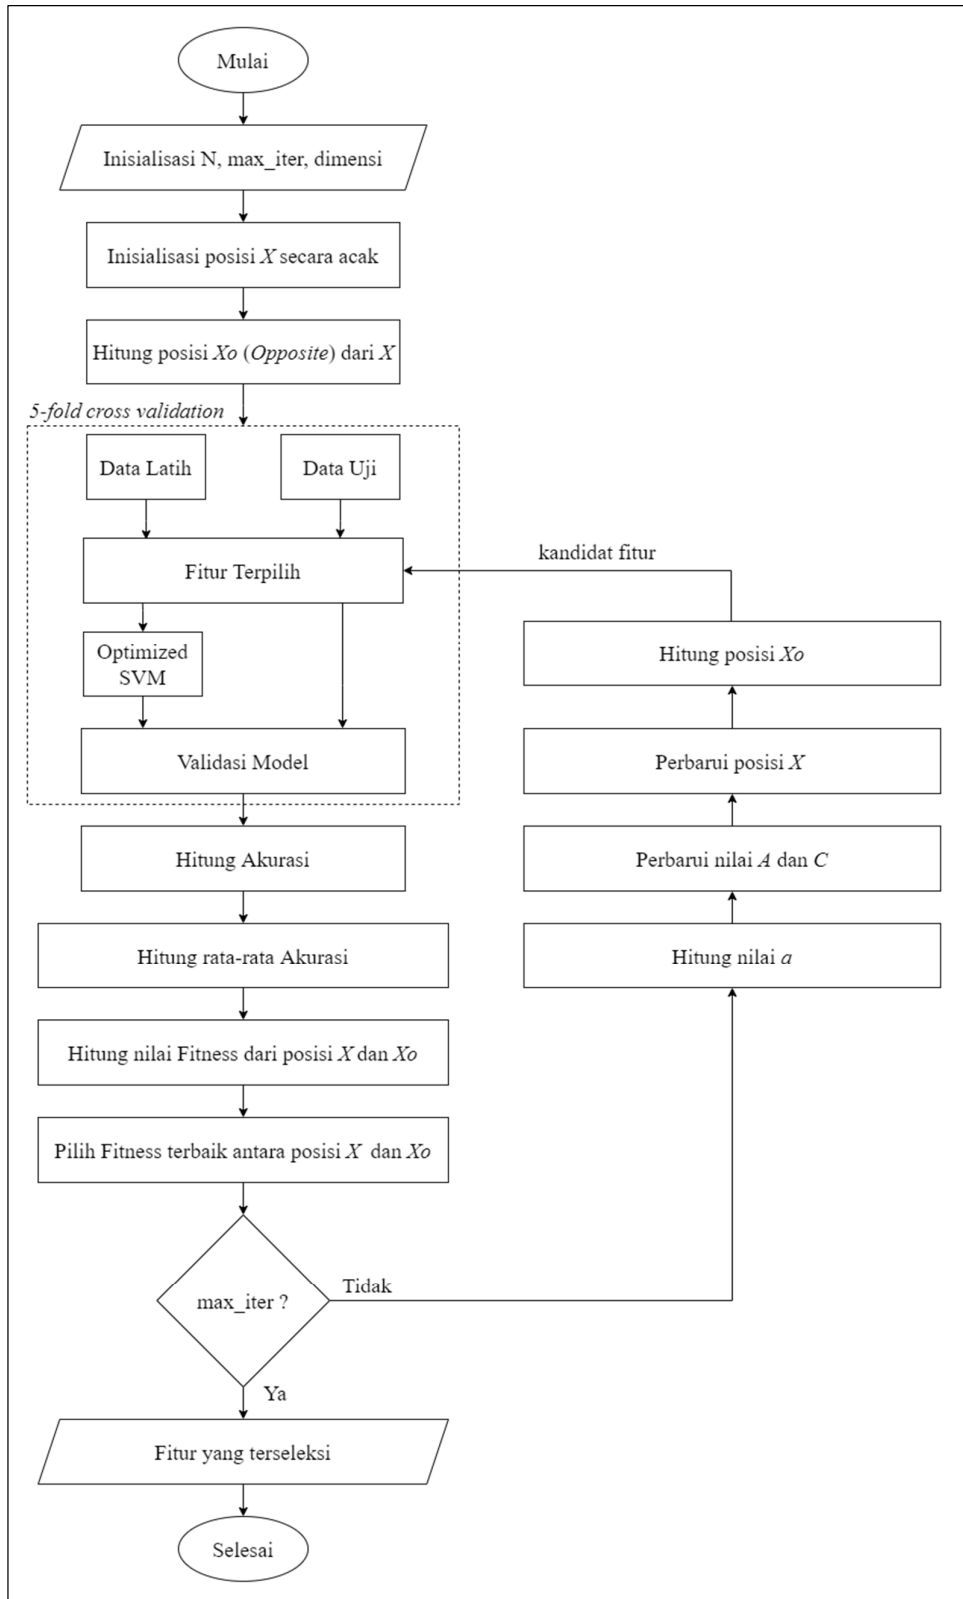 Mulai
Inisialisasi N, max_iter, dimensi
Inisialisasi posisi X secara acak
Hitung posisi Xo (Opposite) dari X
5-fold cross validation
Data Latih
Data Uji
Fitur Terpilih
Optimized
SVM
Validasi Model
Hitung Akurasi
Hitung rata-rata Akurasi
Hitung nilai Fitness dari posisi X dan Xo
Pilih Fitness terbaik antara posisi X dan Xo
max_iter ?
Tidak
Hitung nilai a
Perbarui nilai A dan C
Perbarui posisi X
Hitung posisi Xo
kandidat fitur
Ya
Fitur yang terseleksi
Selesai